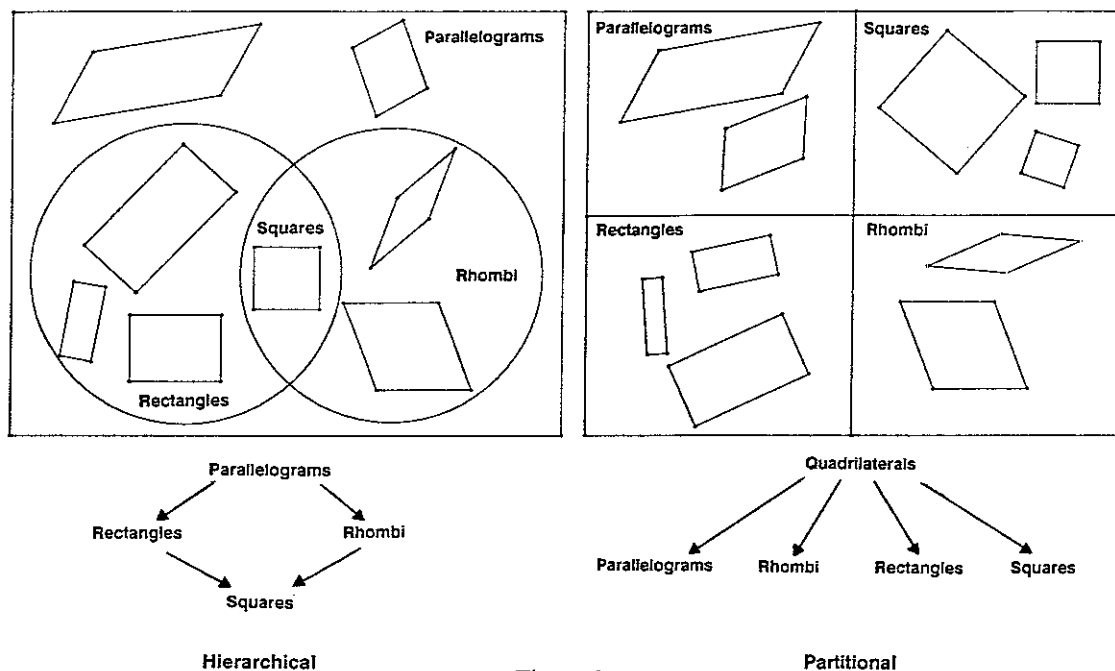 Parallelograms
Squares
Rhombi
Rectangles
Parallelograms
Rectangles Rhombi
Squares
Hierarchical
Parallelograms Squares
Rectangles Rhombi
Quadrilaterals
Parallelograms Rhombi Rectangles Squares
Partitional